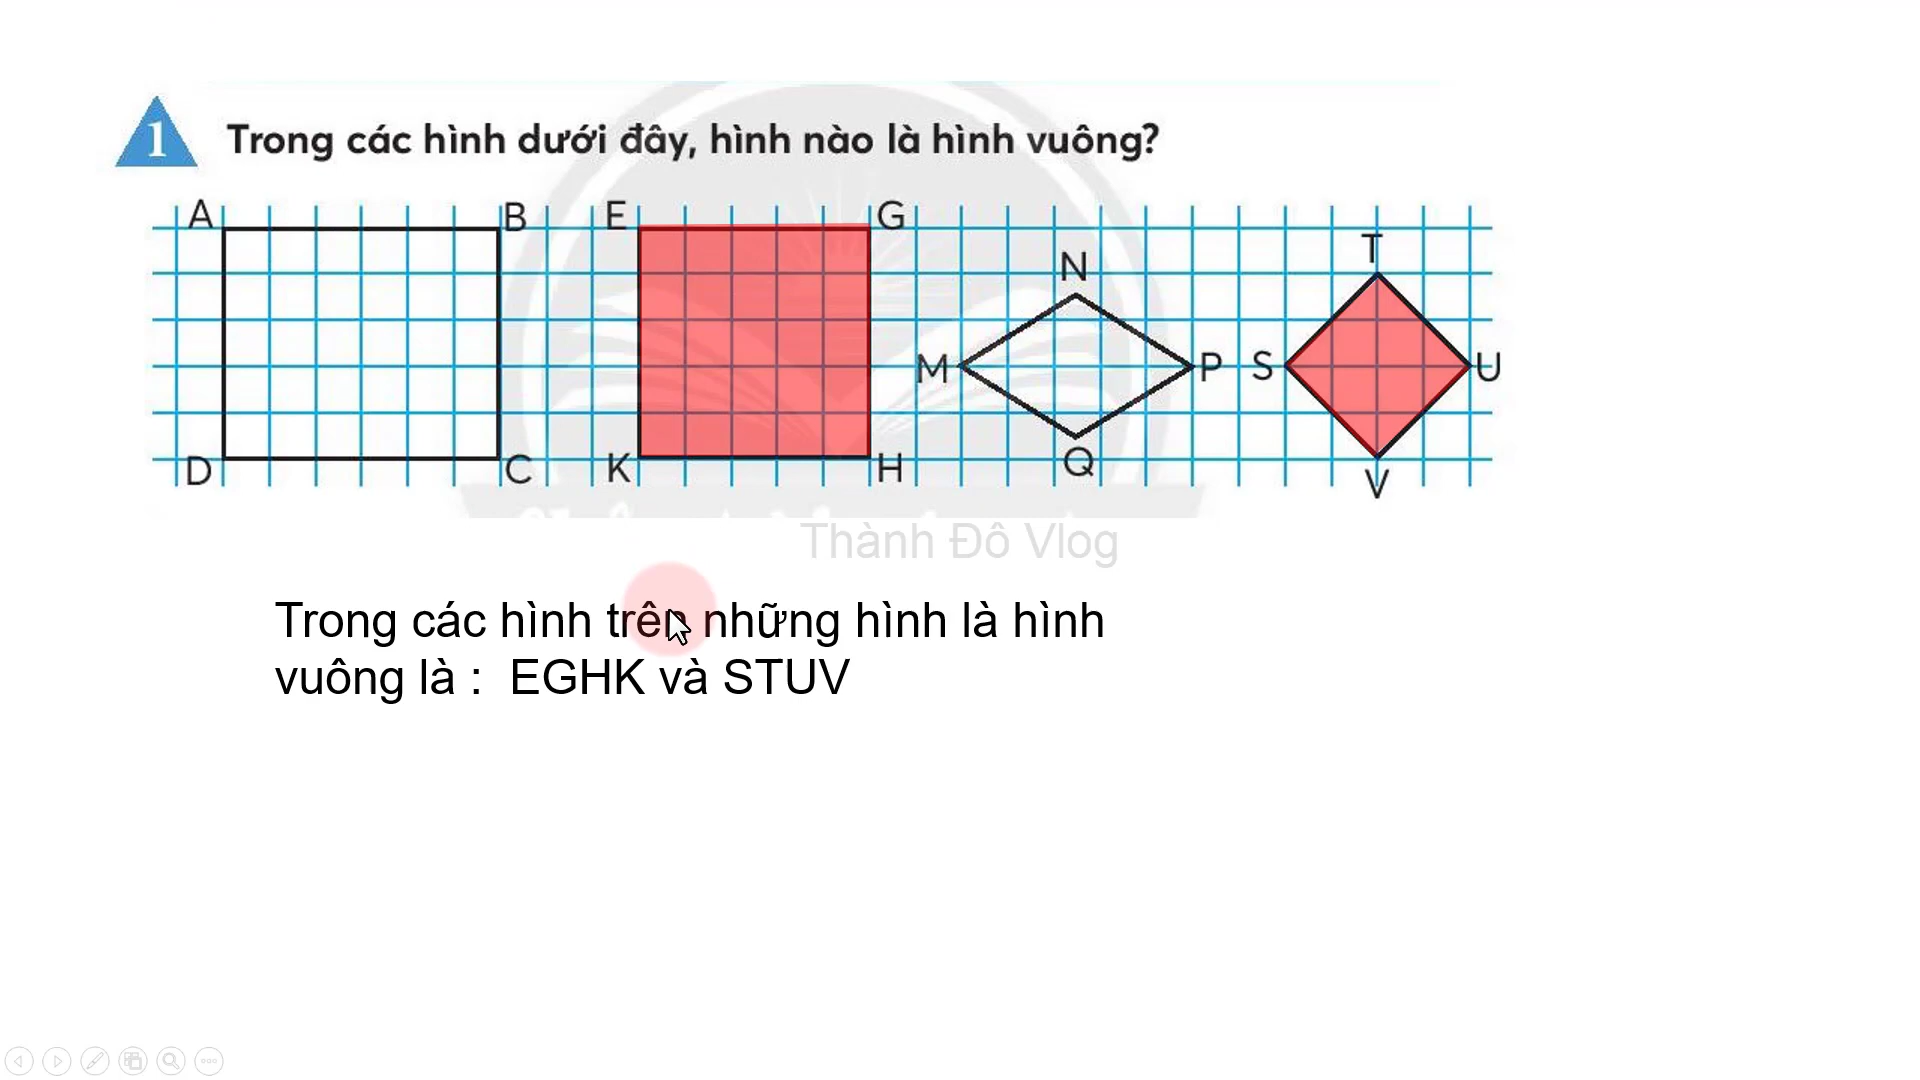 1 Trong các hình dưới đây, hình nào là hình vuông?
A B E G
N T
M P S U
D C K H Q V
Thành Đô Vlog
Trong các hình trên những hình là hình
vuông là : EGHK và STUV